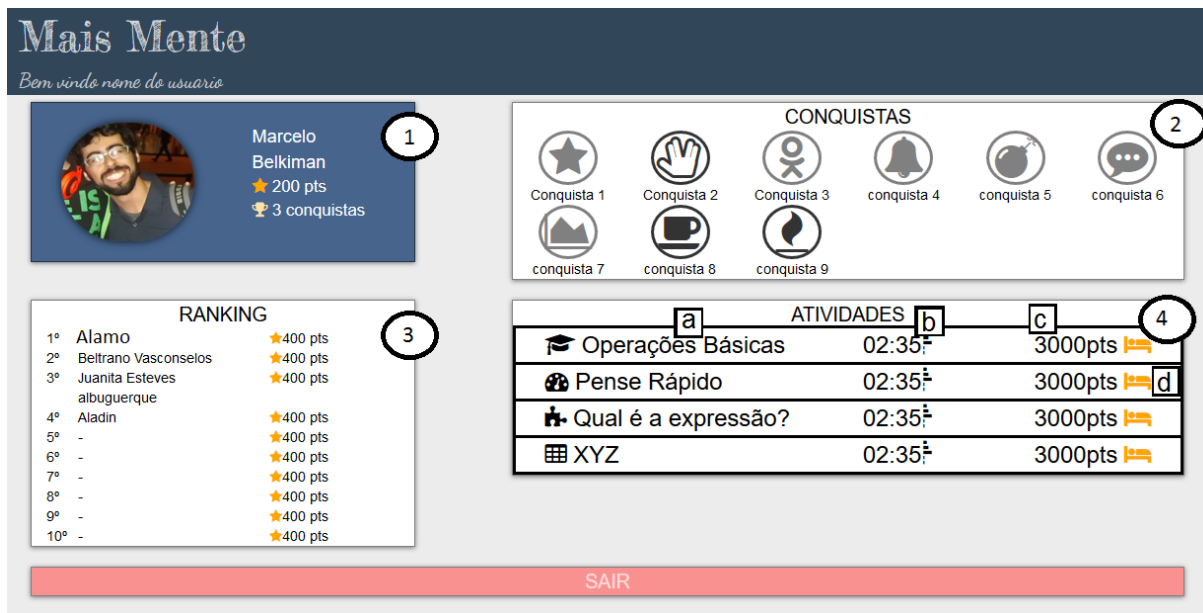 Mais Mente
Bem vindo nome do usuario
Marcelo
Belkiman
200 pts
3 conquistas
1
CONQUISTAS
2
Conquista 1 Conquista 2 Conquista 3 conquista 4 conquista 5 conquista 6
conquista 7 conquista 8 conquista 9
RANKING
3
1º Alamo 400 pts
2º Beltrano Vasconselos 400 pts
3º Juanita Esteves 400 pts
albuguerque
4º Aladin 400 pts
5º - 400 pts
6º - 400 pts
7º - 400 pts
8º - 400 pts
9º - 400 pts
10º - 400 pts
ATIVIDADES
4
a b c
Operações Básicas 02:35 3000pts
Pense Rápido 02:35 3000pts d
Qual é a expressão? 02:35 3000pts
XYZ 02:35 3000pts
SAIR